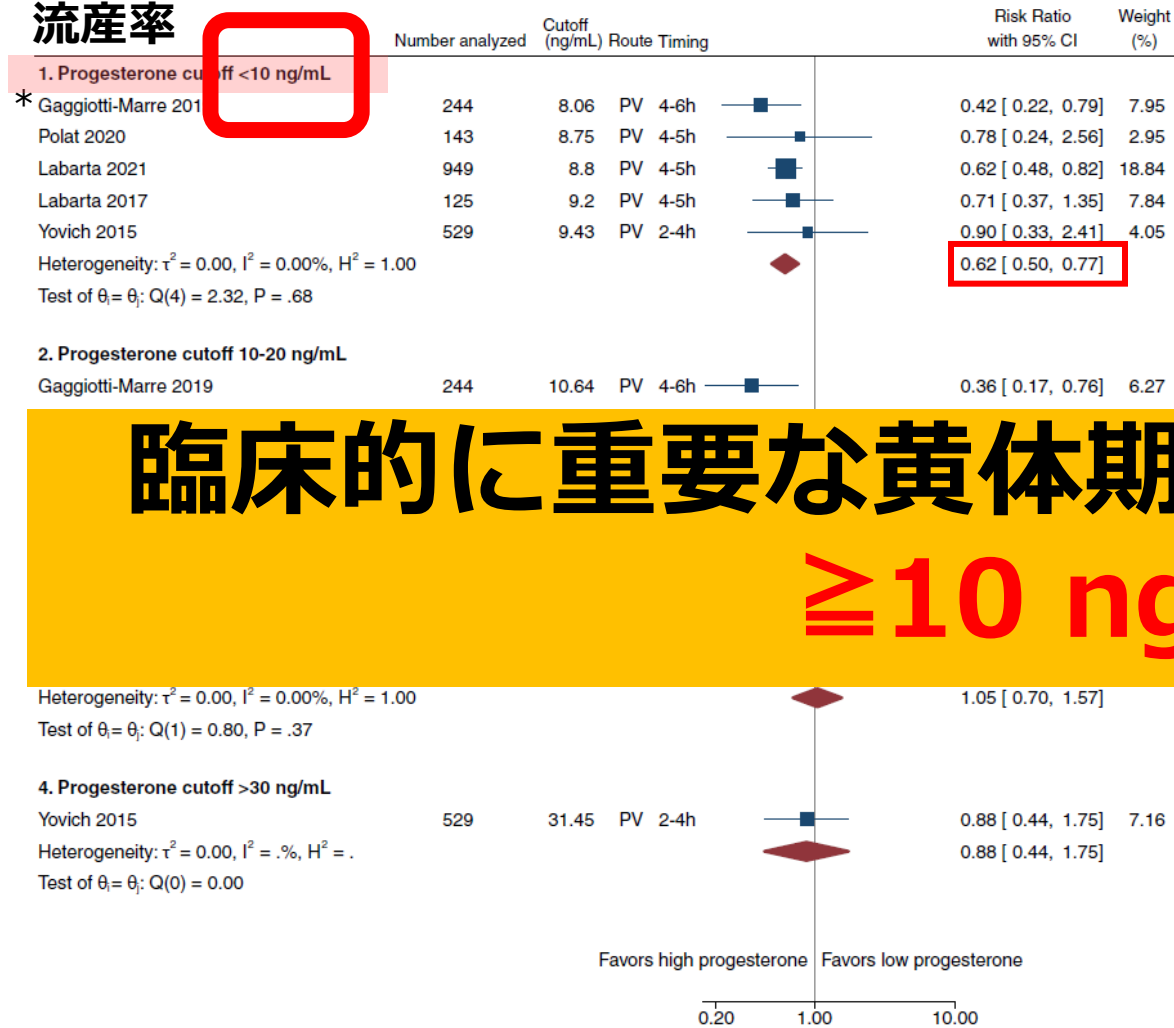 流産率
Number analyzed Cutoff (ng/mL) Route Timing Risk Ratio with 95% CI Weight (%)
1. Progesterone cutoff <10 ng/mL
* Gaggiotti-Marre 201 244 8.06 PV 4-6h 0.42 [ 0.22, 0.79] 7.95
Polat 2020 143 8.75 PV 4-5h 0.78 [ 0.24, 2.56] 2.95
Labarta 2021 949 8.8 PV 4-5h 0.62 [ 0.48, 0.82] 18.84
Labarta 2017 125 9.2 PV 4-5h 0.71 [ 0.37, 1.35] 7.84
Yovich 2015 529 9.43 PV 2-4h 0.90 [ 0.33, 2.41] 4.05
Heterogeneity: τ² = 0.00, I² = 0.00%, H² = 1.00 0.62 [ 0.50, 0.77]
Test of θᵢ = θⱼ: Q(4) = 2.32, P = .68
2. Progesterone cutoff 10-20 ng/mL
Gaggiotti-Marre 2019 244 10.64 PV 4-6h 0.36 [ 0.17, 0.76] 6.27
臨床的に重要な黄体期
≧10 ng
Heterogeneity: τ² = 0.00, I² = 0.00%, H² = 1.00 1.05 [ 0.70, 1.57]
Test of θᵢ = θⱼ: Q(1) = 0.80, P = .37
4. Progesterone cutoff >30 ng/mL
Yovich 2015 529 31.45 PV 2-4h 0.88 [ 0.44, 1.75] 7.16
Heterogeneity: τ² = 0.00, I² = .%, H² = . 0.88 [ 0.44, 1.75]
Test of θᵢ = θⱼ: Q(0) = 0.00
Favors high progesterone Favors low progesterone
0.20 1.00 10.00